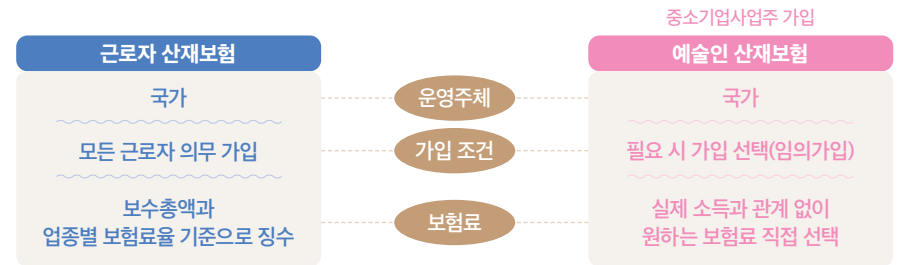 중소기업사업주 가입
근로자 산재보험
예술인 산재보험
국가
운영주체
국가
모든 근로자 의무 가입
가입 조건
필요 시 가입 선택(임의가입)
보수총액과
업종별 보험료율 기준으로 징수
보험료
실제 소득과 관계 없이
원하는 보험료 직접 선택